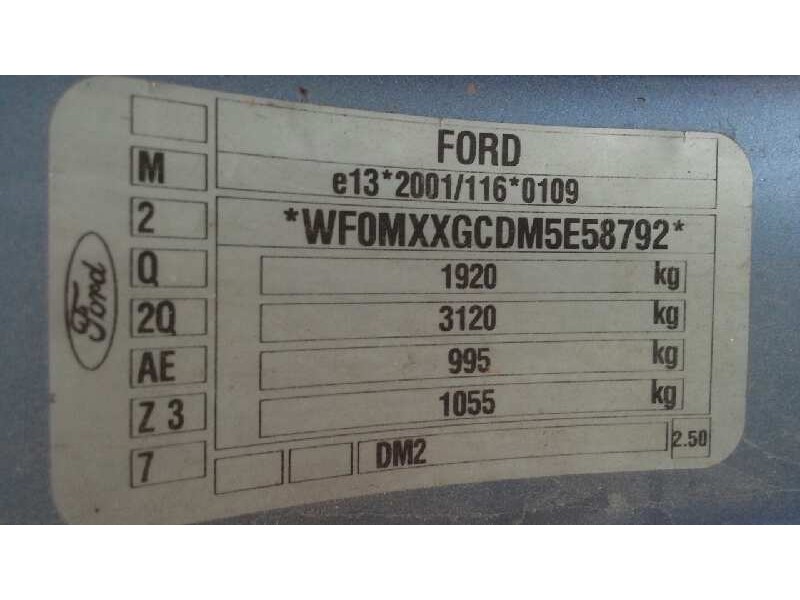 FORD
M
e13*2001/116*0109
2
*WF0MXXGCDM5E58792*
Q
1920 kg
Ford
2Q
3120 kg
AE
995 kg
Z 3
1055 kg
7
DM2
2.50